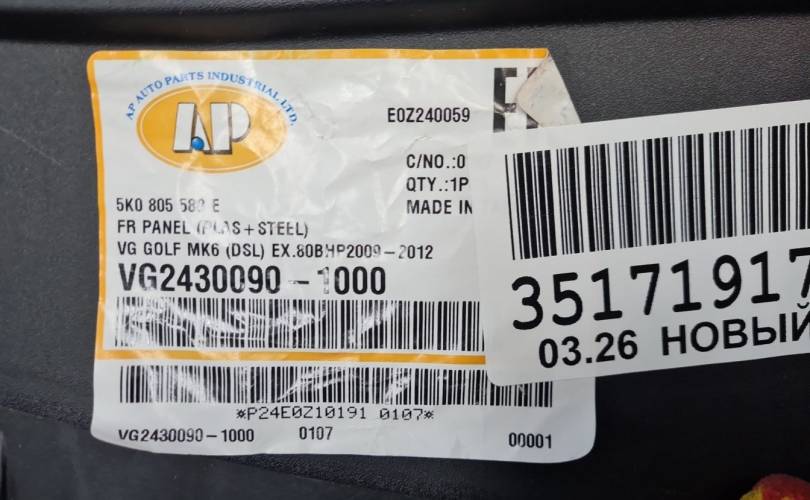 AP AUTO PARTS INDUSTRIAL LTD.
AP
E0Z240059
C/NO.:0
QTY.:1P
MADE IN
5K0 805 588 E
FR PANEL (PLAS+STEEL)
VG GOLF MK6 (DSL) EX.80BHP2009-2012
VG2430090-1000
*P24E0Z10191 0107*
VG2430090-1000 0107 00001
35171917
03.26 НОВЫЙ